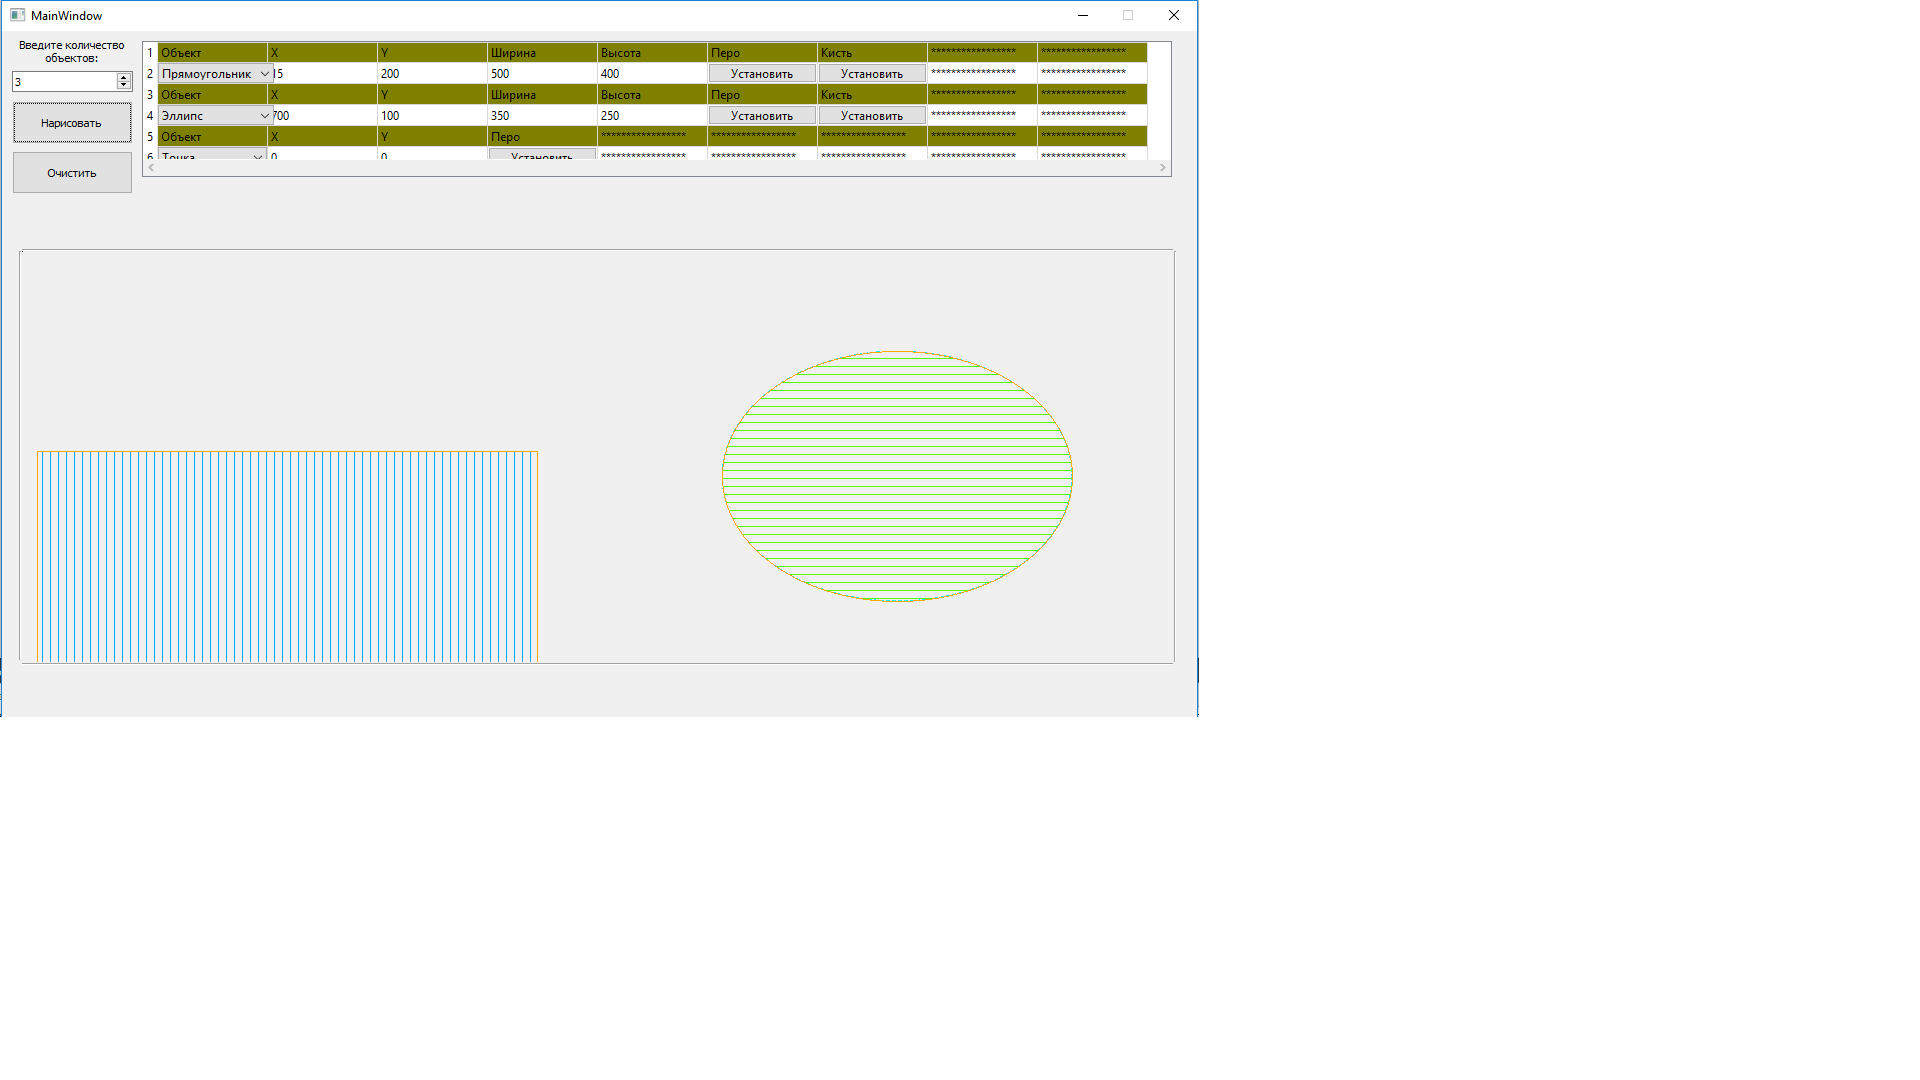 MainWindow
Введите количество
объектов:
3
Нарисовать
Очистить
1 Объект X Y Ширина Высота Перо Кисть ***************** *****************
2 Прямоугольник 15 200 500 400 Установить Установить ***************** *****************
3 Объект X Y Ширина Высота Перо Кисть ***************** *****************
4 Эллипс 700 100 350 250 Установить Установить ***************** *****************
5 Объект X Y Перо ***************** ***************** ***************** ***************** *****************
6 Точка 0 0 Установить ***************** ***************** ***************** ***************** *****************